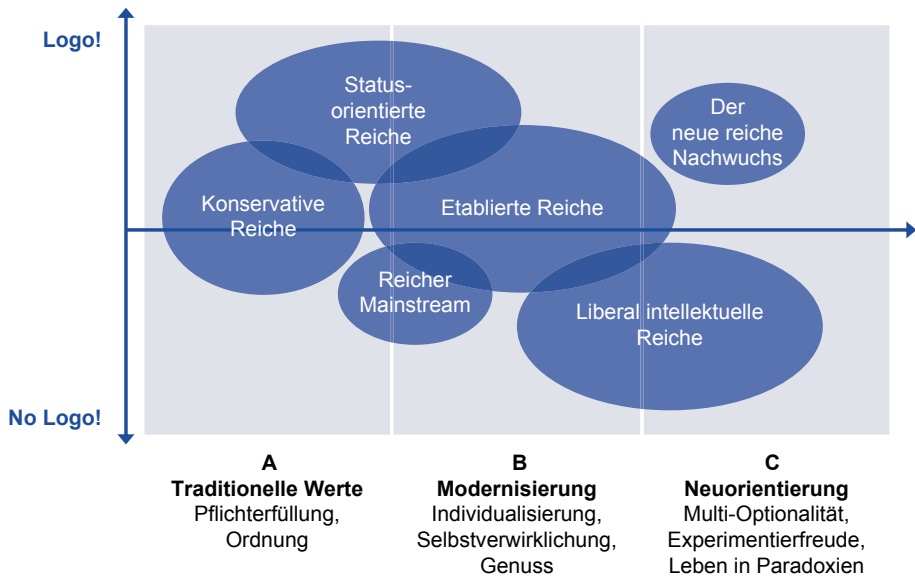 Logo!
Status-
orientierte
Reiche
Der
neue reiche
Nachwuchs
Konservative
Reiche
Etablierte Reiche
Reicher
Mainstream
Liberal intellektuelle
Reiche
No Logo!
A
Traditionelle Werte
Pflichterfüllung,
Ordnung
B
Modernisierung
Individualisierung,
Selbstverwirklichung,
Genuss
C
Neuorientierung
Multi-Optionalität,
Experimentierfreude,
Leben in Paradoxien